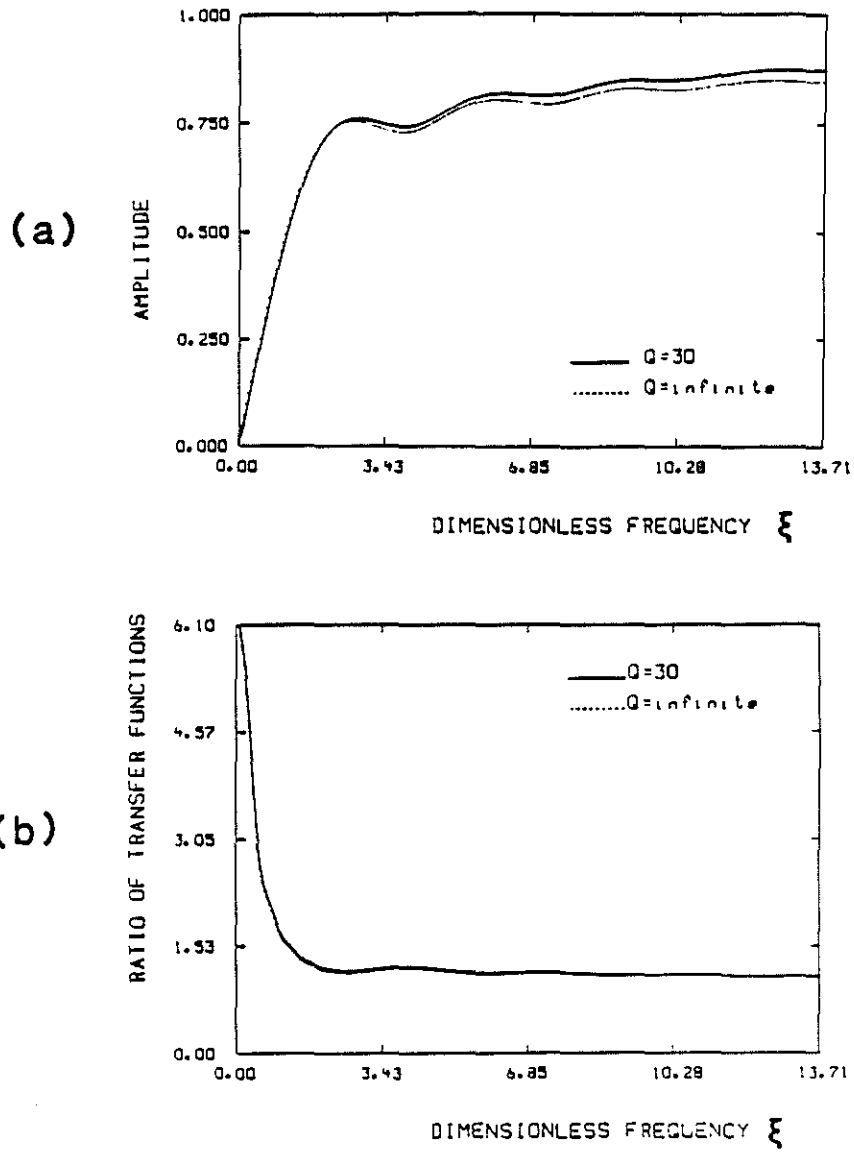 (a)
AMPLITUDE
1.000
0.750
0.500
0.250
0.000
Q=30
Q=infinite
0.00 3.43 6.85 10.28 13.71
DIMENSIONLESS FREQUENCY ξ
(b)
RATIO OF TRANSFER FUNCTIONS
6.10
4.57
3.05
1.53
0.00
Q=30
Q=infinite
0.00 3.43 6.85 10.28 13.71
DIMENSIONLESS FREQUENCY ξ